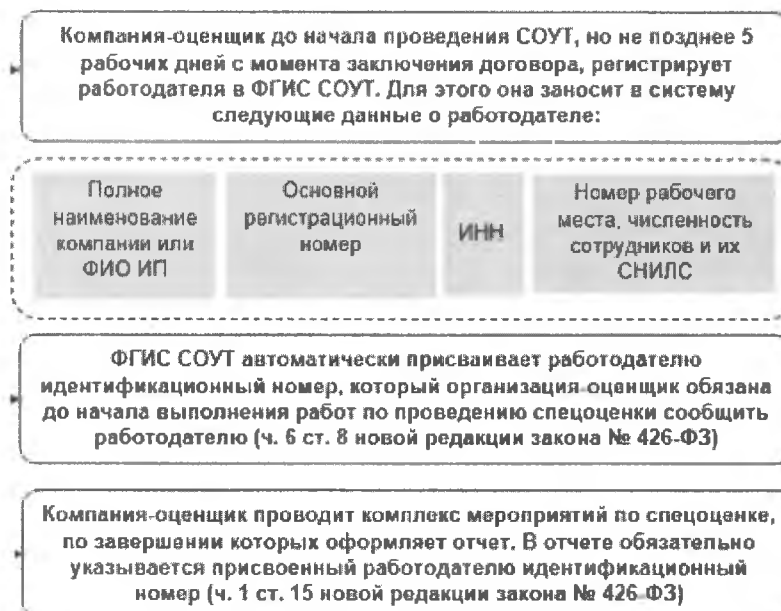 Компания-оценщик до начала проведения СОУТ, но не позднее 5
рабочих дней с момента заключения договора, регистрирует
работодателя в ФГИС СОУТ. Для этого она заносит в систему
следующие данные о работодателе:
Полное
наименование
компании или
ФИО ИП
Основной
регистрационный
номер
ИНН
Номер рабочего
места, численность
сотрудников и их
СНИЛС
ФГИС СОУТ автоматически присваивает работодателю
идентификационный номер, который организация-оценщик обязана
до начала выполнения работ по проведению спецоценки сообщить
работодателю (ч. 6 ст. 8 новой редакции закона № 426-ФЗ)
Компания-оценщик проводит комплекс мероприятий по спецоценке,
по завершании которых оформляет отчет. В отчете обязательно
указывается присвоенный работодателю идентификационный
номер (ч. 1 ст. 15 новой редакции закона № 426-ФЗ)